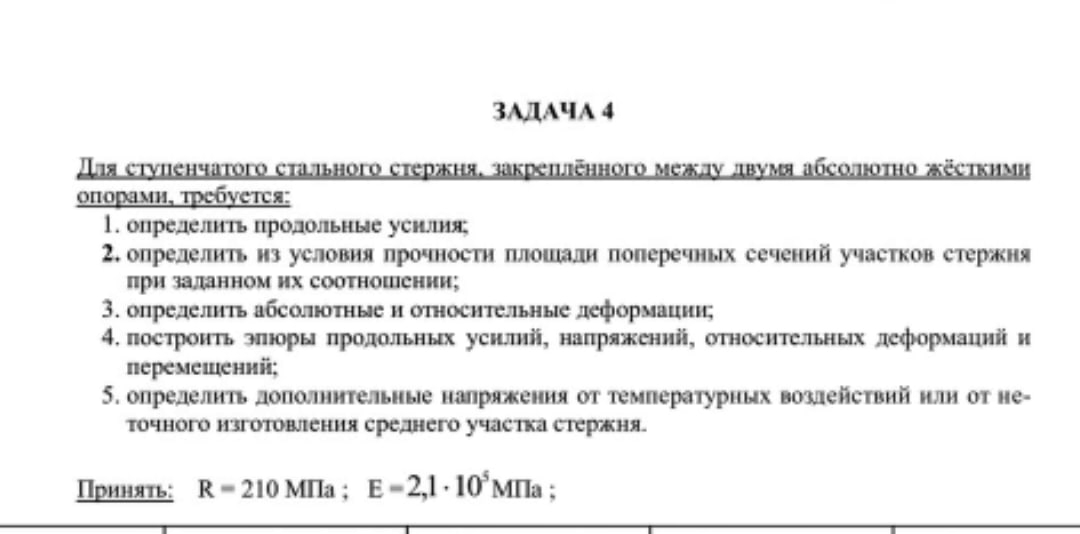 ЗАДАЧА 4
Для ступенчатого стального стержня, закреплённого между двумя абсолютно жёсткими
опорами, требуется:
1. определить продольные усилия;
2. определить из условия прочности площади поперечных сечений участков стержня
при заданном их соотношении;
3. определить абсолютные и относительные деформации;
4. построить эпюры продольных усилий, напряжений, относительных деформаций и
перемещений;
5. определить дополнительные напряжения от температурных воздействий или от не-
точного изготовления среднего участка стержня.
Принять: R = 210 МПа ; E = 2,1 · 10⁵ МПа ;